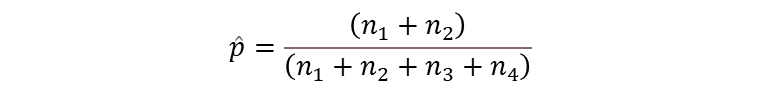 p̂ = (n₁ + n₂) / (n₁ + n₂ + n₃ + n₄)